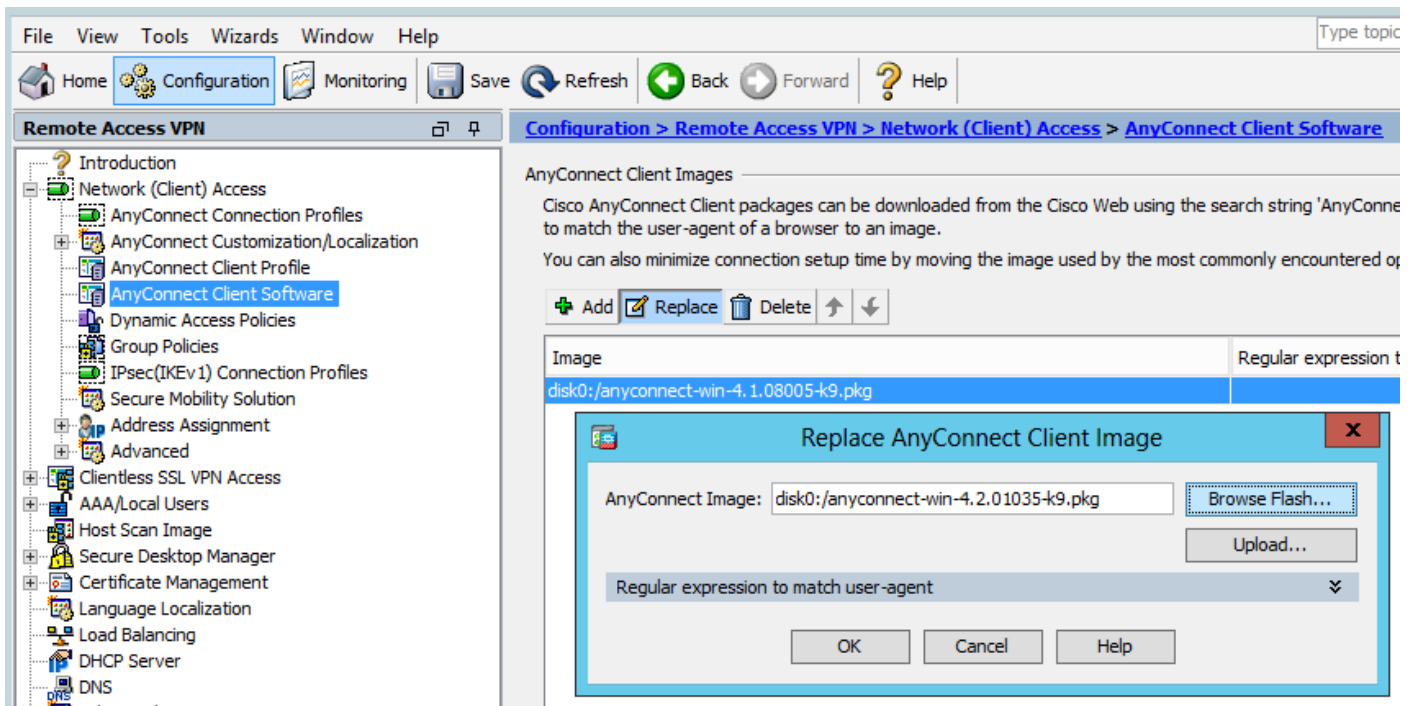 File View Tools Wizards Window Help
Type topic
Home Configuration Monitoring Save Refresh Back Forward Help
Remote Access VPN
Introduction
Network (Client) Access
AnyConnect Connection Profiles
AnyConnect Customization/Localization
AnyConnect Client Profile
AnyConnect Client Software
Dynamic Access Policies
Group Policies
IPsec(IKEv1) Connection Profiles
Secure Mobility Solution
Address Assignment
Advanced
Clientless SSL VPN Access
AAA/Local Users
Host Scan Image
Secure Desktop Manager
Certificate Management
Language Localization
Load Balancing
DHCP Server
DNS
Configuration > Remote Access VPN > Network (Client) Access > AnyConnect Client Software
AnyConnect Client Images
Cisco AnyConnect Client packages can be downloaded from the Cisco Web using the search string 'AnyConne
to match the user-agent of a browser to an image.
You can also minimize connection setup time by moving the image used by the most commonly encountered op
Add Replace Delete
Image Regular expression t
disk0:/anyconnect-win-4.1.08005-k9.pkg
Replace AnyConnect Client Image
AnyConnect Image: disk0:/anyconnect-win-4.2.01035-k9.pkg Browse Flash...
Upload...
Regular expression to match user-agent
OK Cancel Help